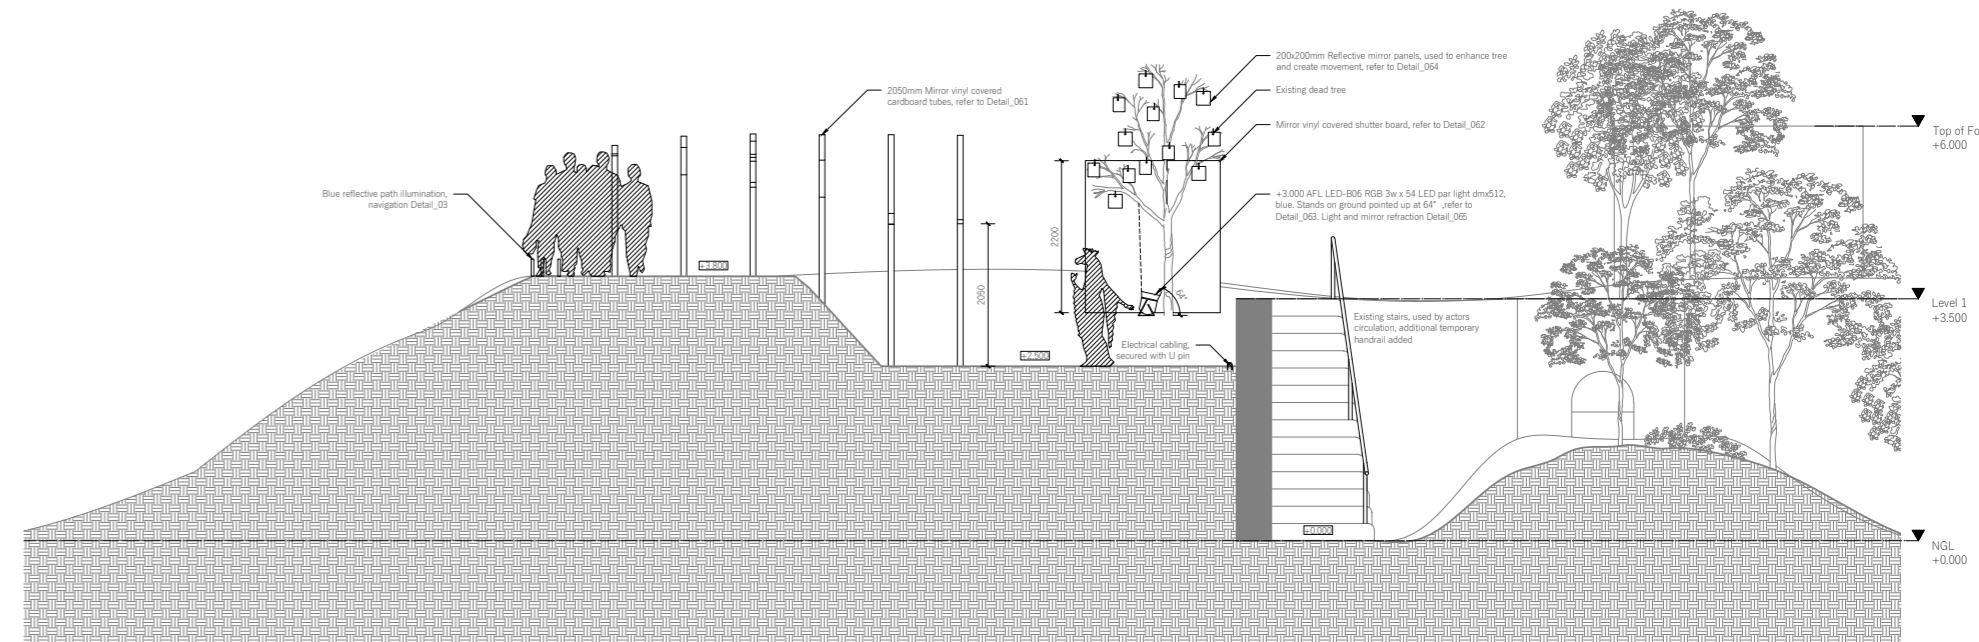 200x200mm Reflective mirror panels, used to enhance tree
and create movement, refer to Detail_064
2050mm Mirror vinyl covered
cardboard tubes, refer to Detail_061
Existing dead tree
Mirror vinyl covered shutter board, refer to Detail_062
Top of Fo
+6.000
Blue reflective path illumination,
navigation Detail_03
+3.000 AFL LED-B06 RGB 3w x 54 LED par light dmx512,
blue. Stands on ground pointed up at 64° ,refer to
Detail_063. Light and mirror refraction Detail_065
2200
+3.800
2050
64°
Level 1
+3.500
Existing stairs, used by actors
circulation, additional temporary
handrail added
Electrical cabling,
secured with U pin
+2.500
+0.000
NGL
+0.000